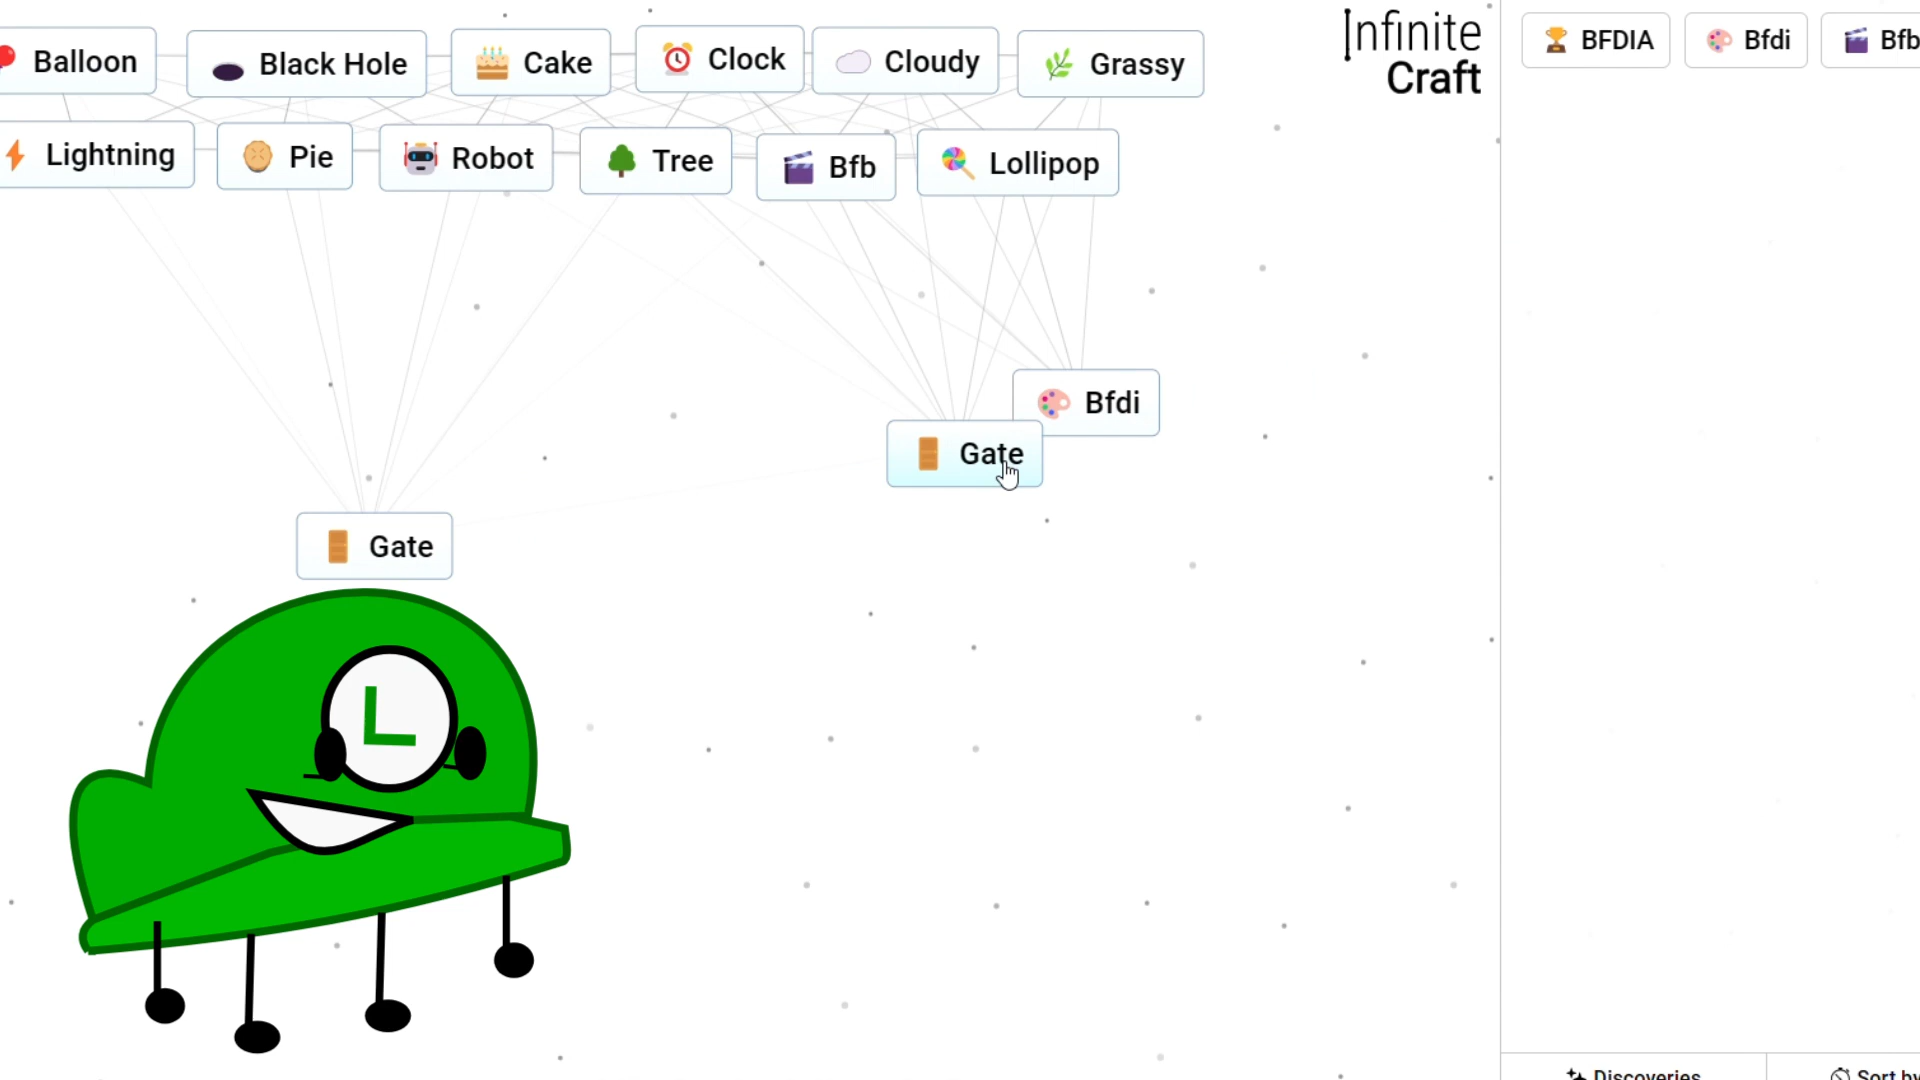 Balloon
Black Hole
Cake
Clock
Cloudy
Grassy
Infinite
Craft
BFDIA
Bfdi
Bfb
Lightning
Pie
Robot
Tree
Bfb
Lollipop
Bfdi
Gate
Gate
L
Discoveries
Sort by